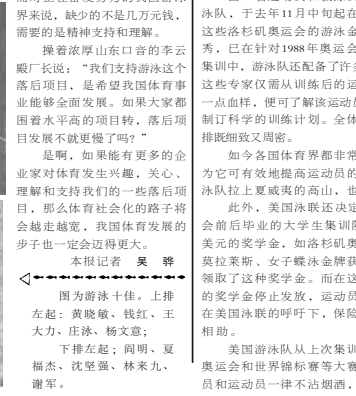 界来说，缺少的不是几万元钱，
需要的是精神支持和理解。
操着浓厚山东口音的李云
殿厂长说：“我们支持游泳这个
落后项目，是希望我国体育事
业能够全面发展。如果大家都
围着水平高的项目转，落后项
目发展不就更慢了吗？”
是啊，如果能有更多的企
业家对体育发生兴趣，关心、
理解和支持我们的一些落后项
目，那么体育社会化的路子将
会越走越宽，我国体育发展的
步子也一定会迈得更大。
本报记者 吴 骅
图为游泳十佳。上排
左起：黄晓敏、钱红、王
大力、庄泳、杨文意；
下排左起；阎明、夏
福杰、沈坚强、林来九、
谢军。
泳队，于去年11月中旬起在
这些洛杉矶奥运会的游泳金
秀，已在针对1988年奥运会
集训中，游泳队还配备了许
这些专家仅需从训练后的运
一点血样，便可了解该运动员
制订科学的训练计划。全体
排既细致又周密。
如今各国体育界都非常
为它可有效地提高运动员的
泳队拉上夏威夷的高山，也
此外，美国泳联还决定
会前后毕业的大学生集训队
美元的奖学金，如洛杉矶奥
莫拉莱斯、女子蝶泳金牌获
领取了这种奖学金。而在这
的奖学金停止发放，运动员
在美国泳联的呼吁下，保险
相助。
美国游泳队从上次集训
奥运会和世界锦标赛等大赛
员和运动员一律不沾烟酒，